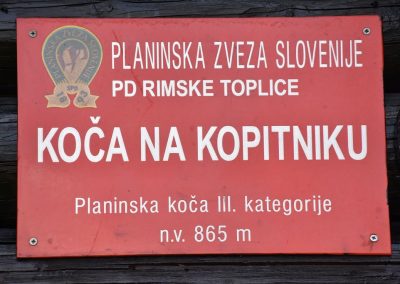 PLANINSKA ZVEZA SLOVENIJE
PD RIMSKE TOPLICE
KOČA NA KOPITNIKU
Planinska koča III. kategorije
n.v. 865 m